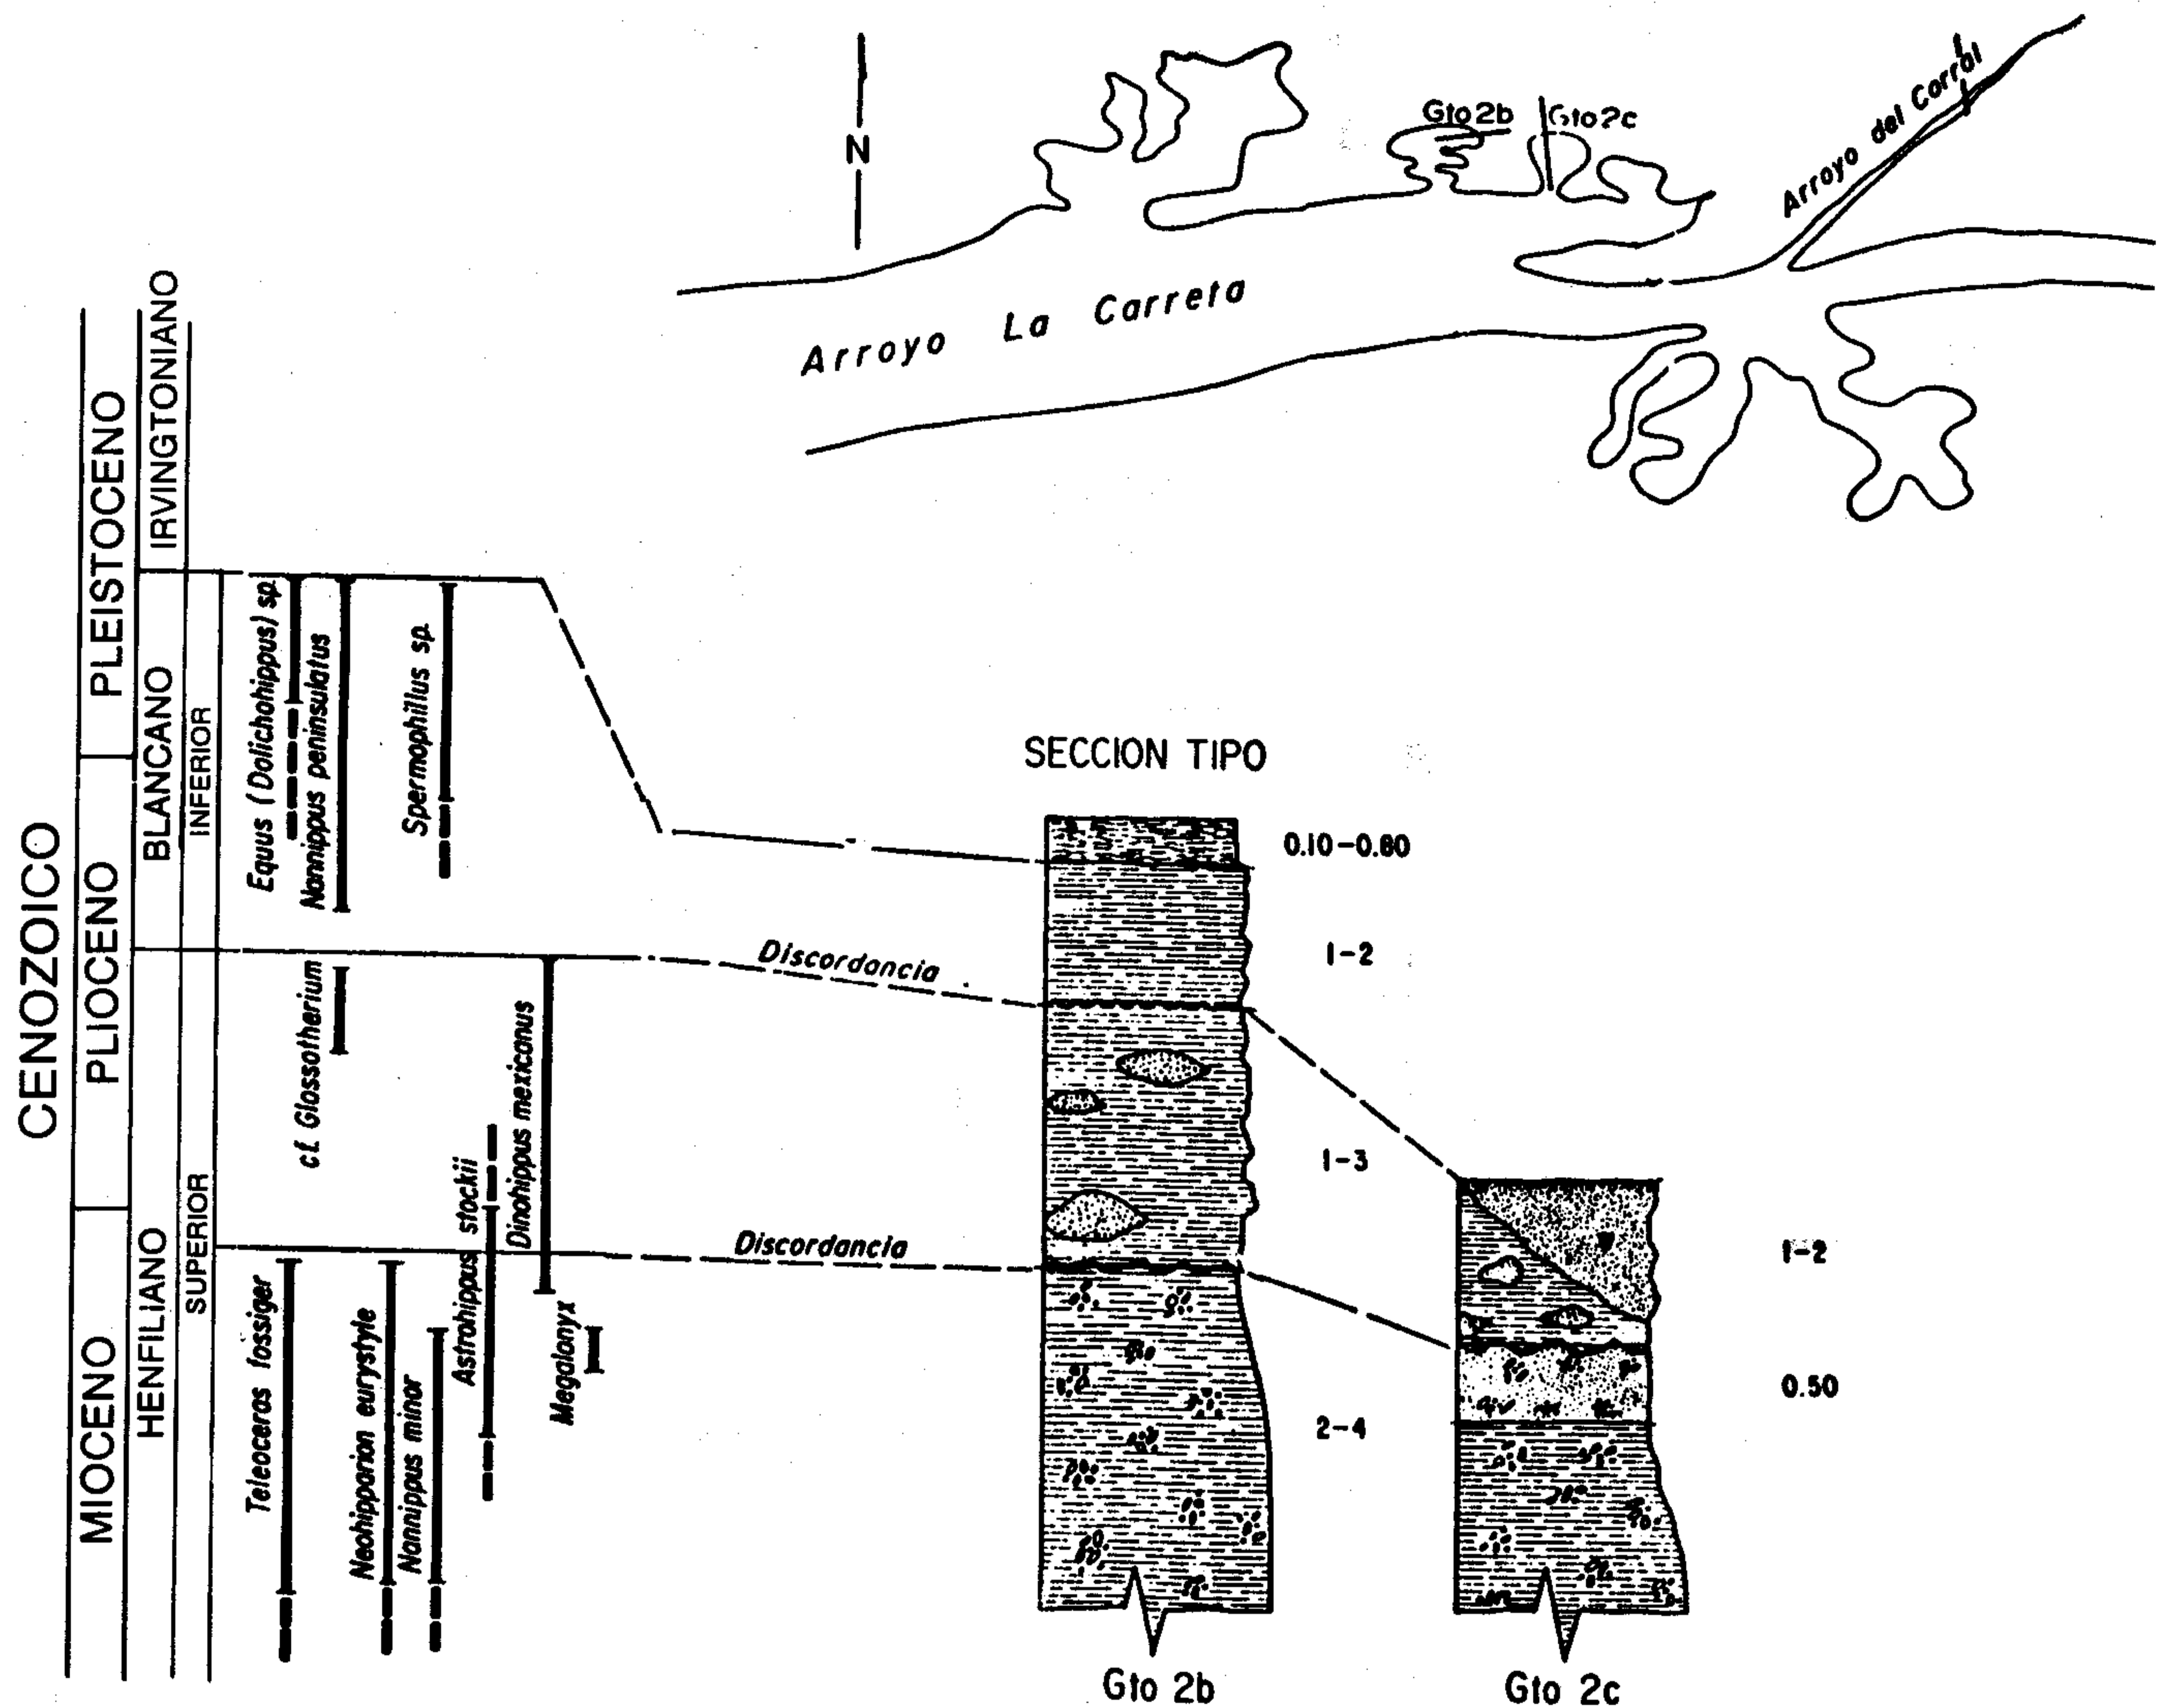 N
Gto 2b
Gto 2c
Arroyo del Corral
Arroyo La Carreta
CENOZOICO
PLEISTOCENO
PLIOCENO
MIOCENO
IRVINGTONIANO
BLANCANO
HENFILIANO
INFERIOR
SUPERIOR
Equus (Dolichohippus) sp.
Nannippus peninsulatus
Spermophillus sp.
cf. Glossotherium
Dinohippus mexicanus
Astrohippus stockii
Teleoceras fossiger
Neohipparion eurystyle
Nannippus minor
Megalonyx
Discordancia
Discordancia
SECCION TIPO
0.10-0.60
1-2
1-3
2-4
1-2
0.50
Gto 2b
Gto 2c